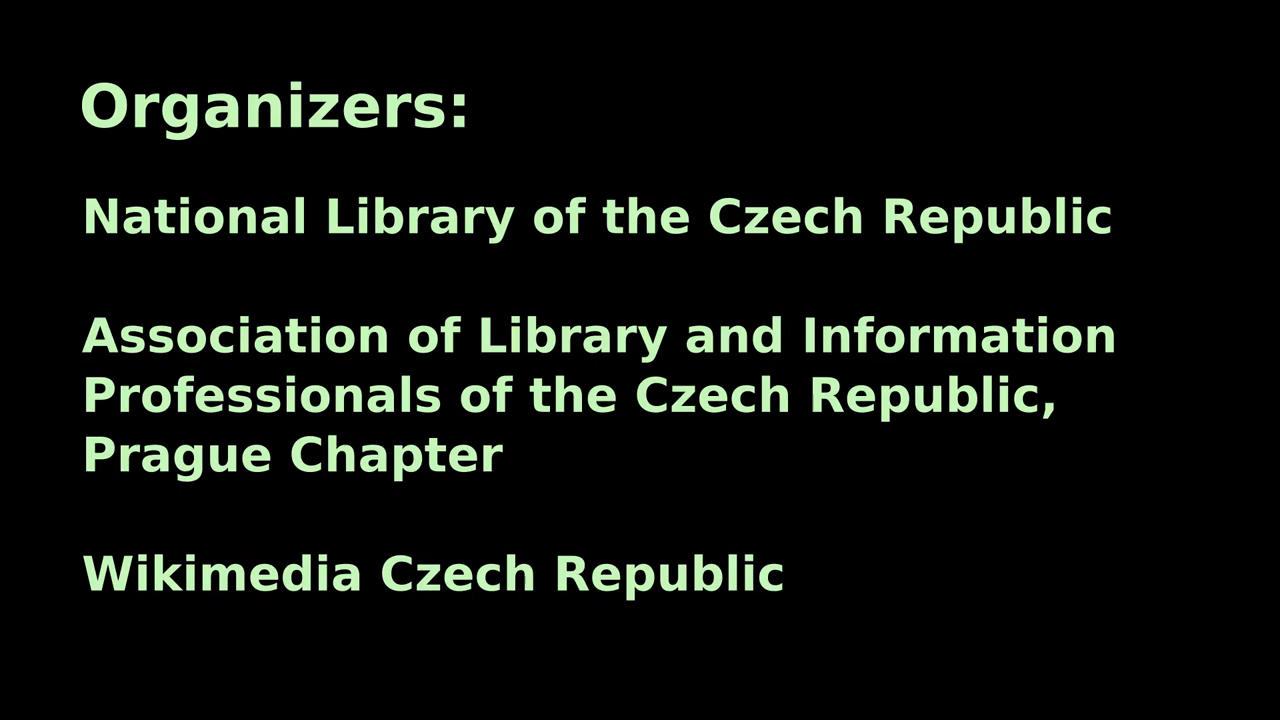 Organizers:
National Library of the Czech Republic
Association of Library and Information
Professionals of the Czech Republic,
Prague Chapter
Wikimedia Czech Republic